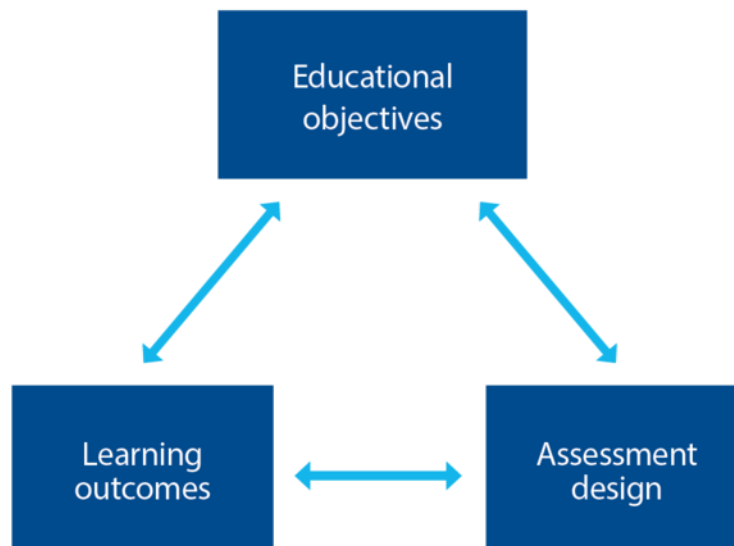 Educational
objectives
Learning
outcomes
Assessment
design